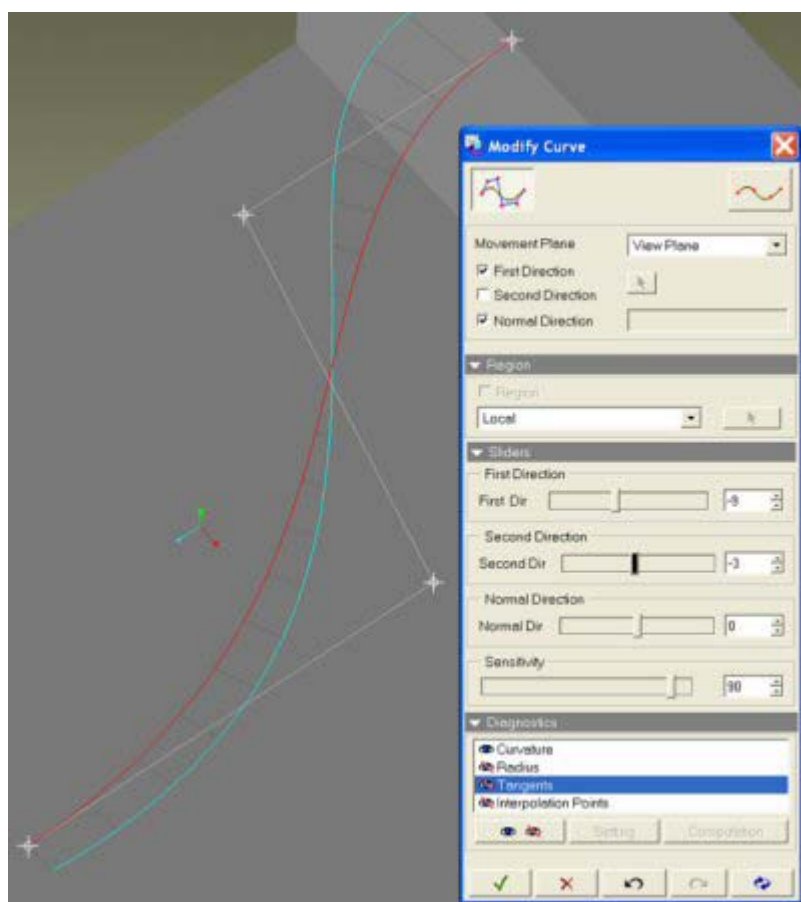 Modify Curve
Movement Plane View Plane
First Direction
Second Direction
Normal Direction
Region
Region
Local
Sliders
First Direction
First Dir -9
Second Direction
Second Dir -3
Normal Direction
Normal Dir 0
Sensitivity
90
Diagnostics
Curvature
Radius
Tangents
Interpolation Points
Setting Computation